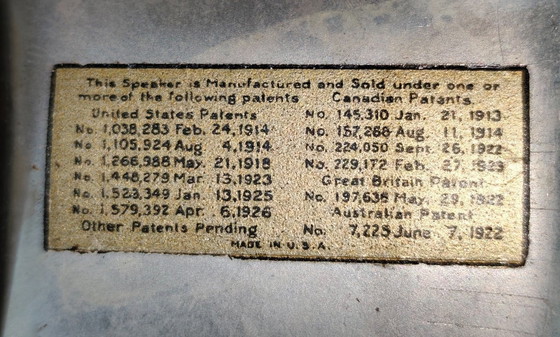 This Speaker is Manufactured and Sold under one or
more of the following patents
United States Patents
No. 1,038,283 Feb. 24,1914
No. 1,105,924 Aug 4,1914
No. 1,266,988 May. 21,1918
No. 1,448,279 Mar 13,1923
No. 1,523,349 Jan 13,1925
No. 1,579,392 Apr. 6,1926
Other Patents Pending
Canadian Patents.
No. 145,310 Jan. 21, 1913
No. 157,268 Aug. 11, 1914
No. 224,050 Sept. 26, 1922
No. 229,172 Feb. 27, 1923
Great Britain Patent
No. 197,635 May. 29, 1922
Australian Patent
No. 7,225 June 7, 1922
MADE IN U.S.A.